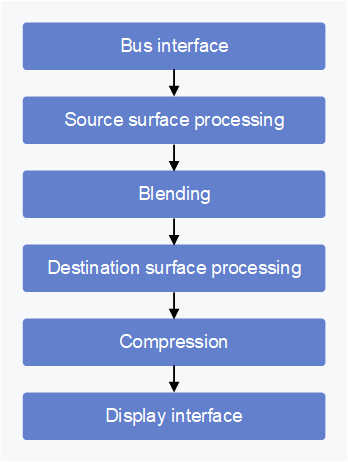 Bus interface
Source surface processing
Blending
Destination surface processing
Compression
Display interface